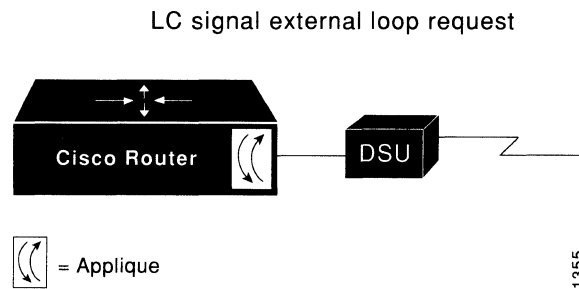 LC signal external loop request
Cisco Router
DSU
= Applique
1355